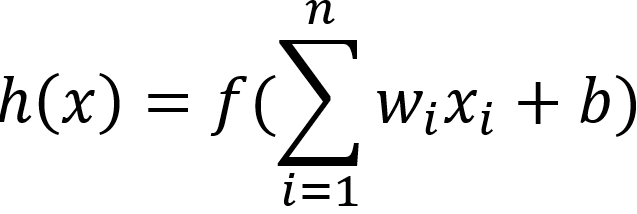 h(x) = f(∑_{i=1}^{n} w_i x_i + b)